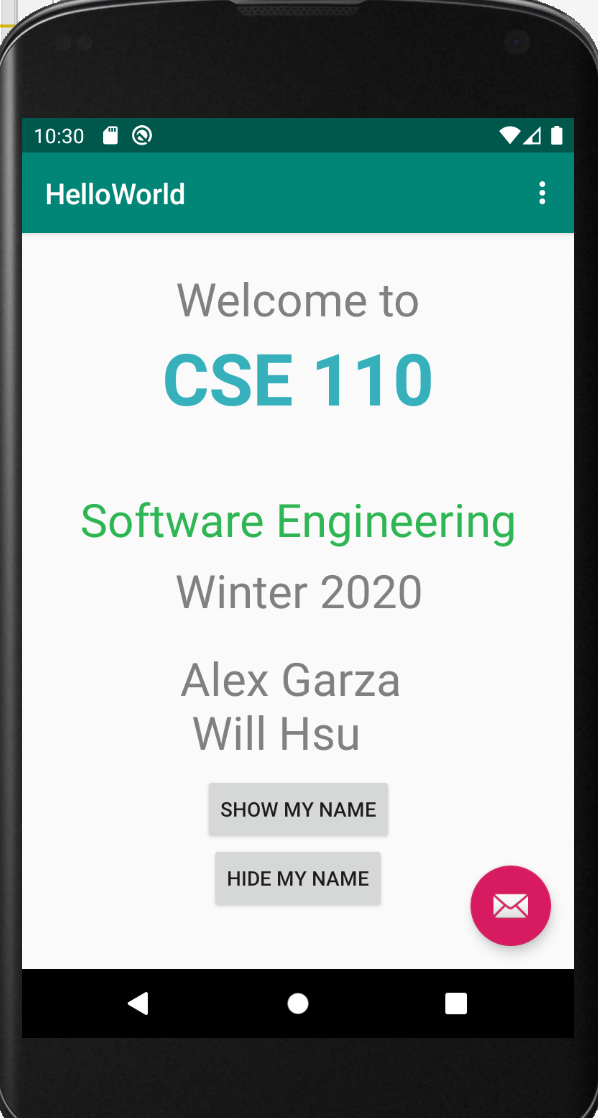 10:30
HelloWorld
Welcome to
CSE 110
Software Engineering
Winter 2020
Alex Garza
Will Hsu
SHOW MY NAME
HIDE MY NAME